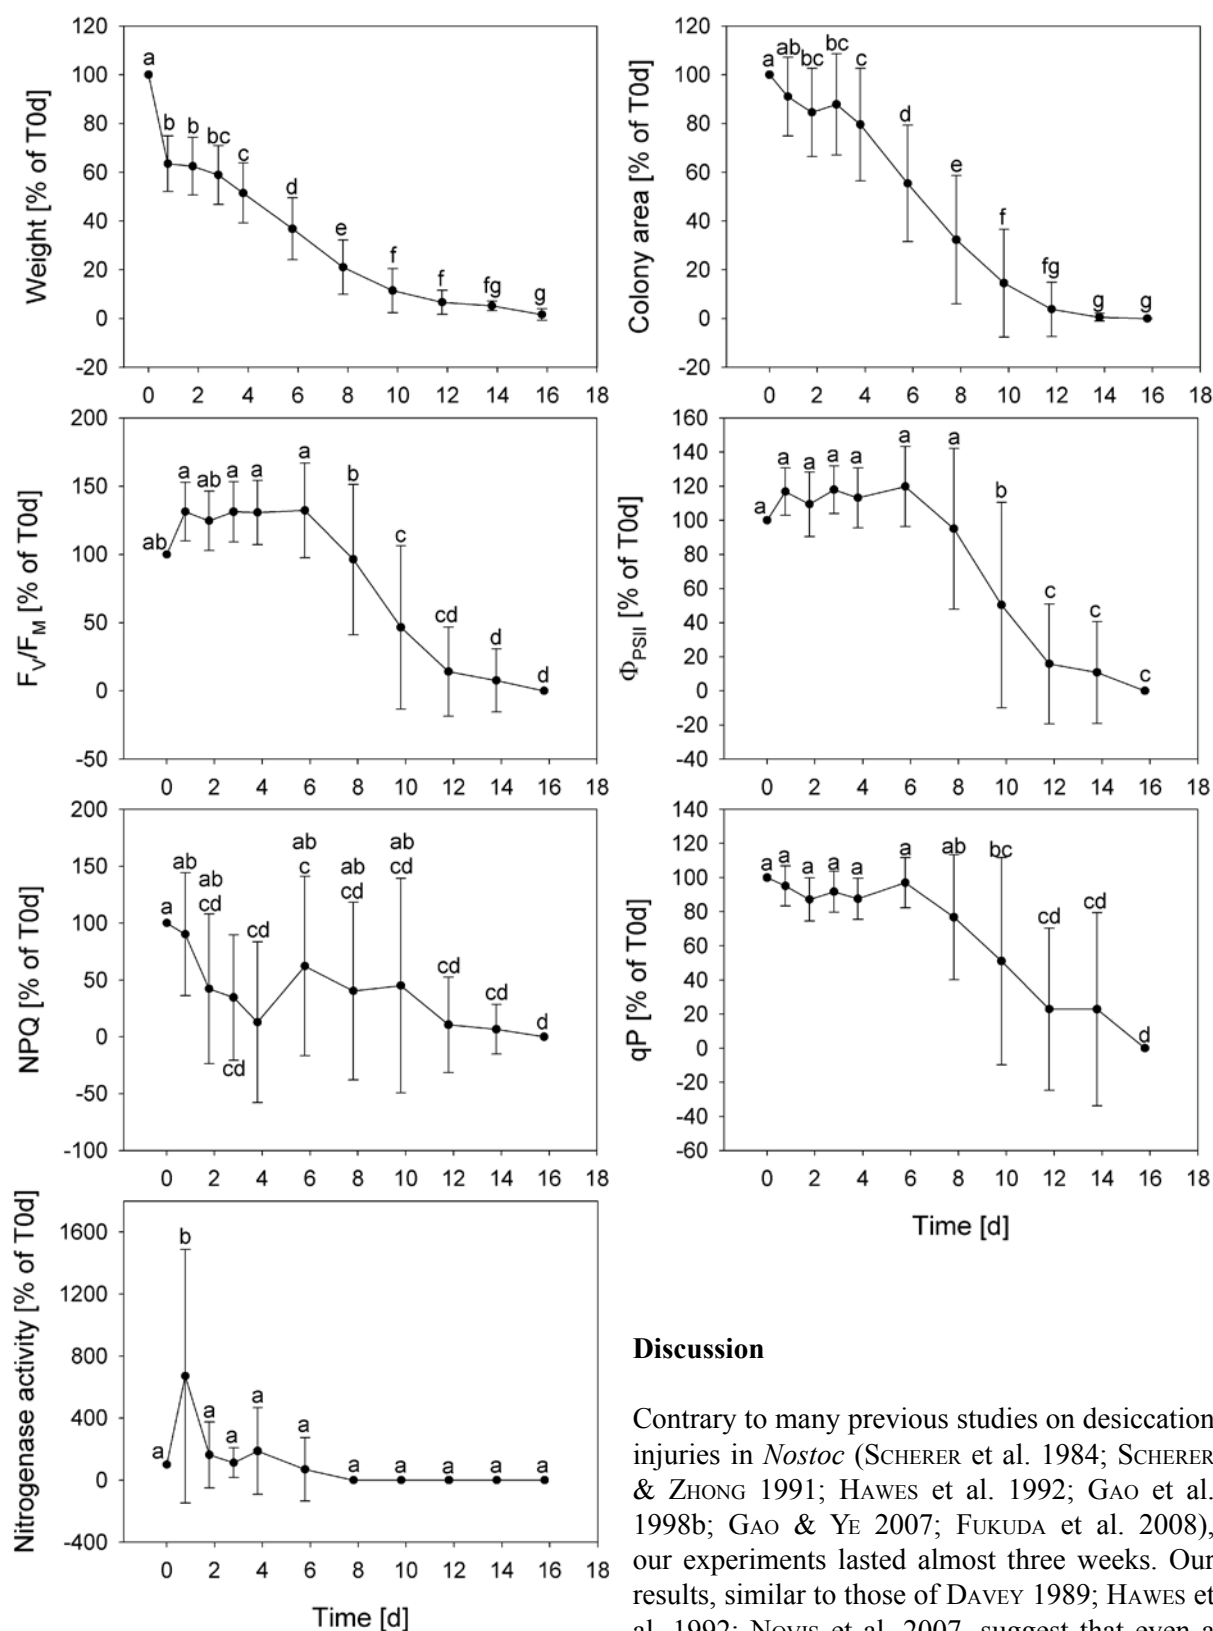 120
100
80
60
40
20
0
-20
Weight [% of T0d]
a
b
b
bc
c
d
e
f
f
fg
g
0 2 4 6 8 10 12 14 16 18
120
100
80
60
40
20
0
-20
Colony area [% of T0d]
a
ab
bc
bc
c
d
e
f
fg
g
g
0 2 4 6 8 10 12 14 16 18
200
150
100
50
0
-50
FV/FM [% of T0d]
ab
a
ab
a
a
a
b
c
cd
d
d
0 2 4 6 8 10 12 14 16 18
160
140
120
100
80
60
40
20
0
-20
-40
ΦPSII [% of T0d]
a
a
a
a
a
a
a
b
c
c
c
0 2 4 6 8 10 12 14 16 18
200
150
100
50
0
-50
-100
NPQ [% of T0d]
a
ab
ab
cd
cd
cd
ab
c
ab
cd
ab
cd
cd
cd
d
0 2 4 6 8 10 12 14 16 18
140
120
100
80
60
40
20
0
-20
-40
-60
qP [% of T0d]
a
a
a
a
a
a
ab
bc
cd
cd
d
0 2 4 6 8 10 12 14 16 18
Time [d]
1600
1200
800
400
0
-400
Nitrogenase activity [% of T0d]
a
b
a
a
a
a
a
a
a
a
a
0 2 4 6 8 10 12 14 16 18
Time [d]
Discussion
Contrary to many previous studies on desiccation
injuries in Nostoc (SCHERER et al. 1984; SCHERER
& ZHONG 1991; HAWES et al. 1992; GAO et al.
1998b; GAO & YE 2007; FUKUDA et al. 2008),
our experiments lasted almost three weeks. Our
results, similar to those of DAVEY 1989; HAWES et
al. 1992; NOVIS et al. 2007, suggest that even a